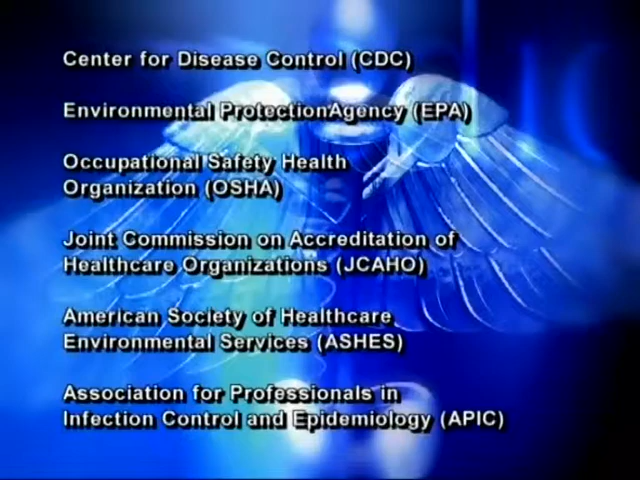 Center for Disease Control (CDC)
Environmental ProtectionAgency (EPA)
Occupational Safety Health
Organization (OSHA)
Joint Commission on Accreditation of
Healthcare Organizations (JCAHO)
American Society of Healthcare
Environmental Services (ASHES)
Association for Professionals in
Infection Control and Epidemiology (APIC)